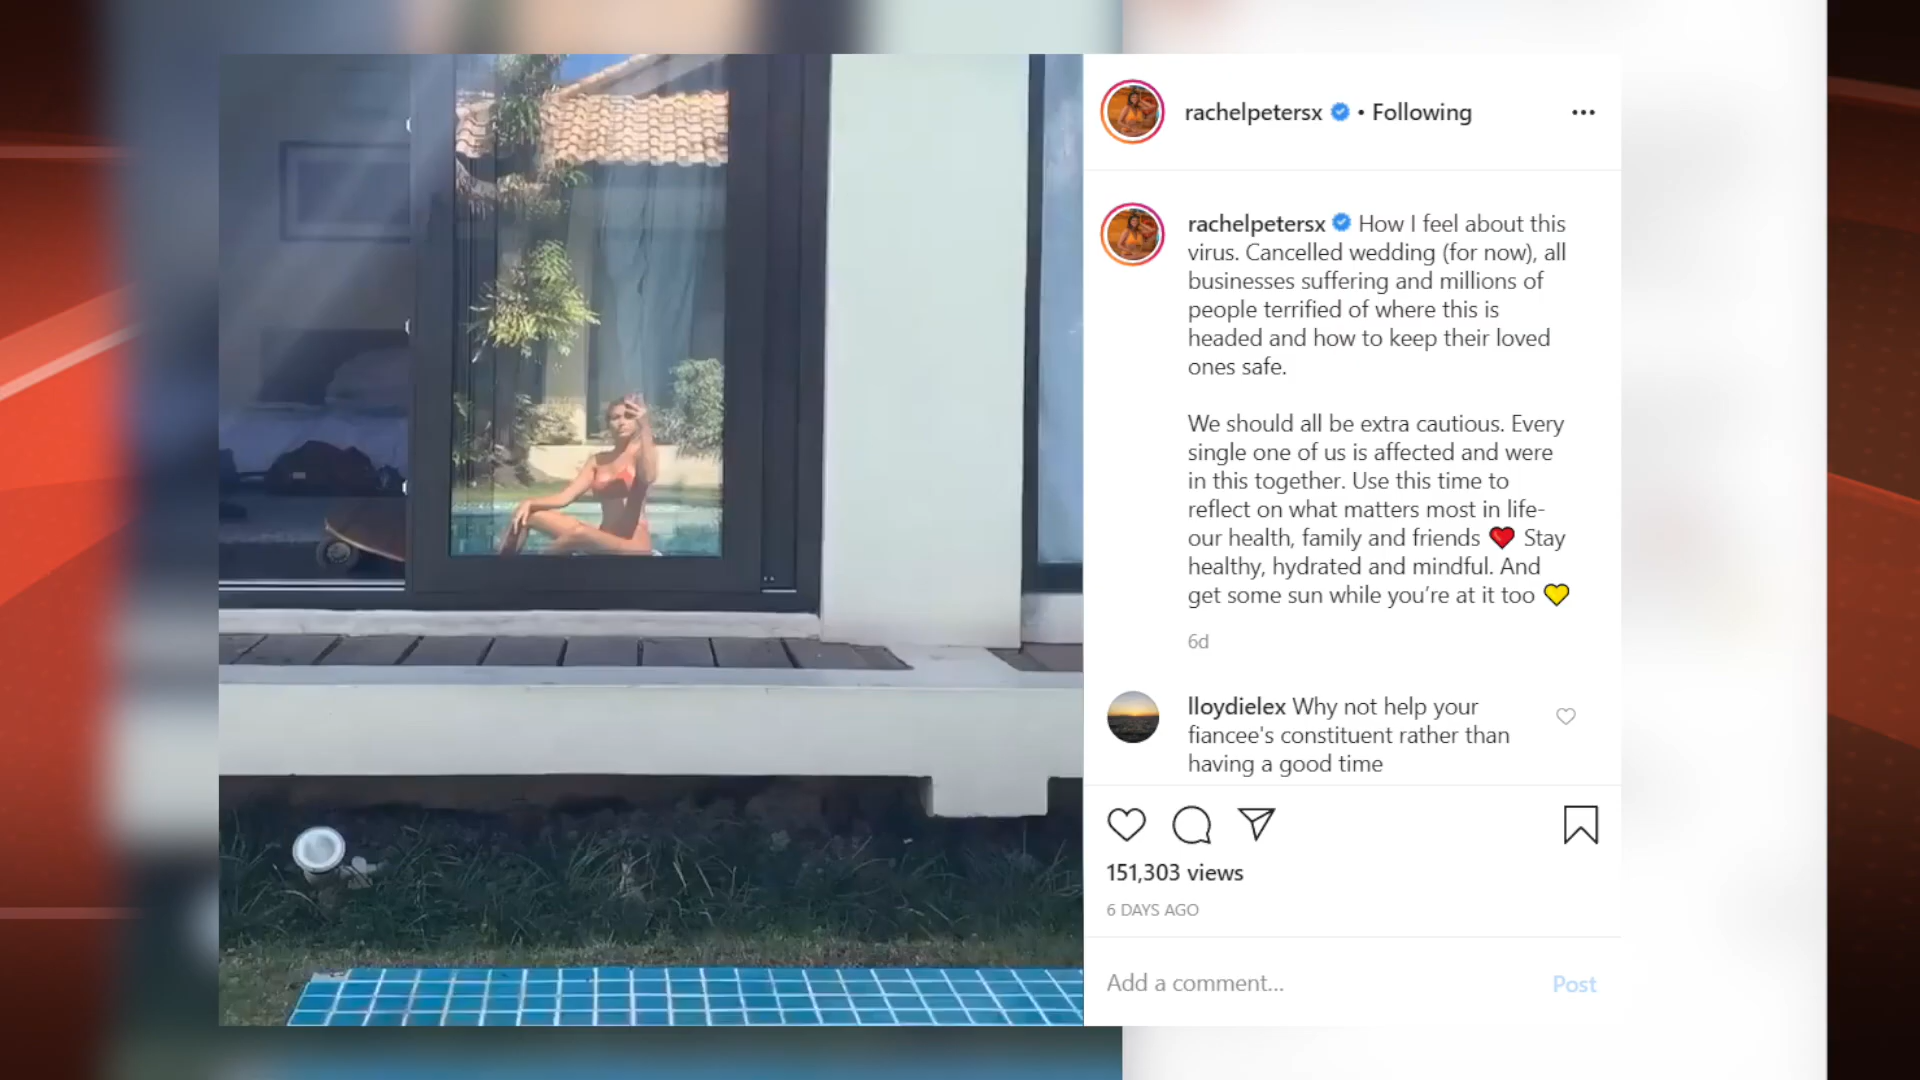 rachelpetersx • Following
rachelpetersx How I feel about this
virus. Cancelled wedding (for now), all
businesses suffering and millions of
people terrified of where this is
headed and how to keep their loved
ones safe.
We should all be extra cautious. Every
single one of us is affected and were
in this together. Use this time to
reflect on what matters most in life-
our health, family and friends ❤️ Stay
healthy, hydrated and mindful. And
get some sun while you’re at it too 💛
6d
lloydielex Why not help your
fiancee's constituent rather than
having a good time
151,303 views
6 DAYS AGO
Add a comment...
Post